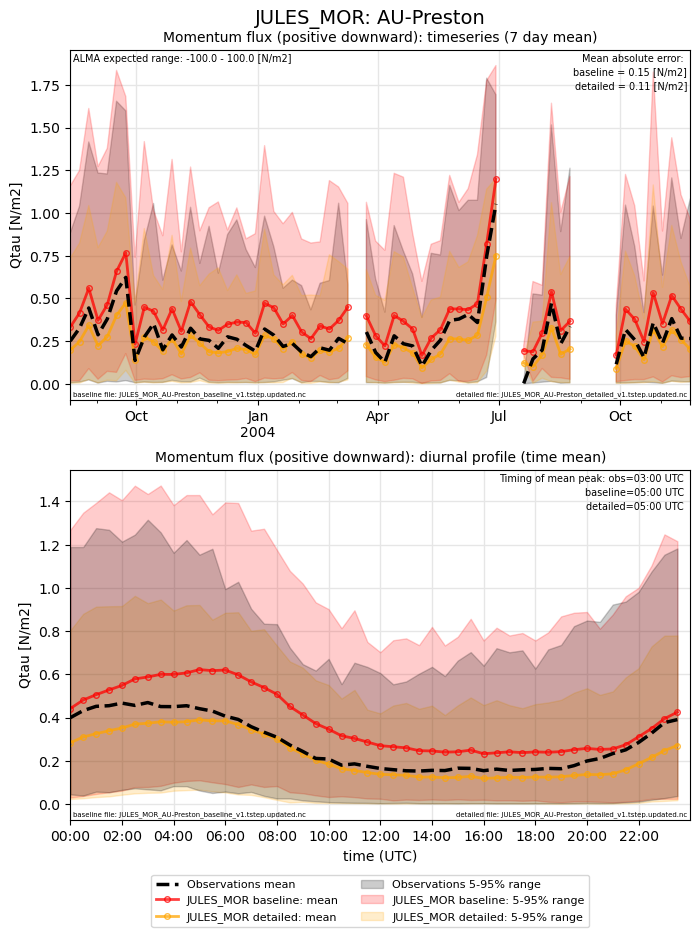 JULES_MOR: AU-Preston
Momentum flux (positive downward): timeseries (7 day mean)
ALMA expected range: -100.0 - 100.0 [N/m2]
Mean absolute error:
baseline = 0.15 [N/m2]
detailed = 0.11 [N/m2]
1.75
1.50
1.25
1.00
0.75
0.50
0.25
0.00
Qtau [N/m2]
baseline file: JULES_MOR_AU-Preston_baseline_v1.tstep.updated.nc
detailed file: JULES_MOR_AU-Preston_detailed_v1.tstep.updated.nc
Oct Jan Apr Jul Oct
2004
Momentum flux (positive downward): diurnal profile (time mean)
Timing of mean peak: obs=03:00 UTC
baseline=05:00 UTC
detailed=05:00 UTC
1.4
1.2
1.0
0.8
0.6
0.4
0.2
0.0
Qtau [N/m2]
baseline file: JULES_MOR_AU-Preston_baseline_v1.tstep.updated.nc
detailed file: JULES_MOR_AU-Preston_detailed_v1.tstep.updated.nc
00:00 02:00 04:00 06:00 08:00 10:00 12:00 14:00 16:00 18:00 20:00 22:00
time (UTC)
Observations mean
JULES_MOR baseline: mean
JULES_MOR detailed: mean
Observations 5-95% range
JULES_MOR baseline: 5-95% range
JULES_MOR detailed: 5-95% range